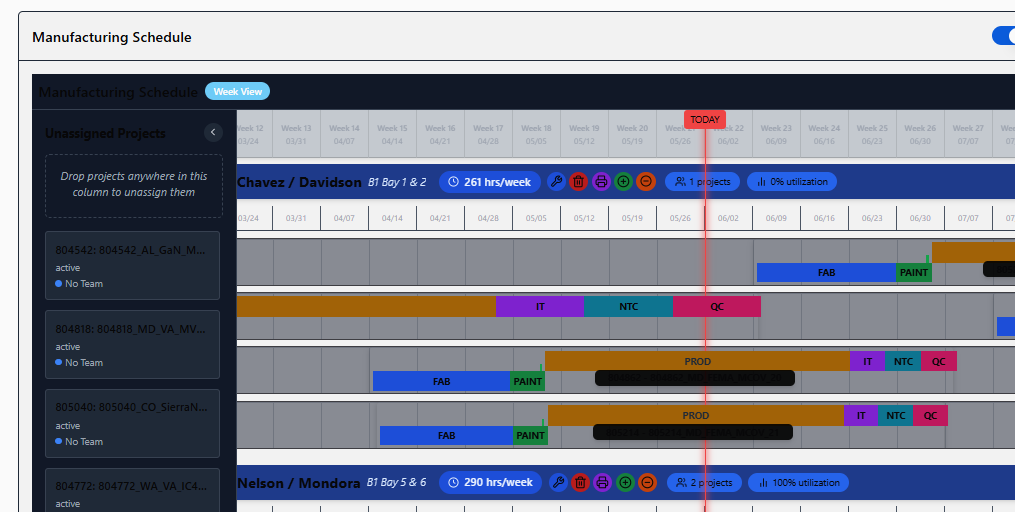 Manufacturing Schedule
Manufacturing Schedule Week View
Unassigned Projects
Drop projects anywhere in this
column to unassign them
804542: 804542_AL_GaN_M...
active
No Team
804818: 804818_MD_VA_MV...
active
No Team
805040: 805040_CO_SierraN...
active
No Team
804772: 804772_WA_VA_IC4...
active
TODAY
Week 12 Week 13 Week 14 Week 15 Week 16 Week 17 Week 18 Week 19 Week 20 Week 21 Week 22 Week 23 Week 24 Week 25 Week 26 Week 27
03/24 03/31 04/07 04/14 04/21 04/28 05/05 05/12 05/19 05/26 06/02 06/09 06/16 06/23 06/30 07/07 07/
Chavez / Davidson B1 Bay 1 & 2 261 hrs/week 1 projects 0% utilization
03/24 03/31 04/07 04/14 04/21 04/28 05/05 05/12 05/19 05/26 06/02 06/09 06/16 06/23 06/30 07/07 07/
FAB PAINT
IT NTC QC
PROD IT NTC QC
FAB PAINT
PROD IT NTC QC
FAB PAINT
Nelson / Mondora B1 Bay 5 & 6 290 hrs/week 2 projects 100% utilization